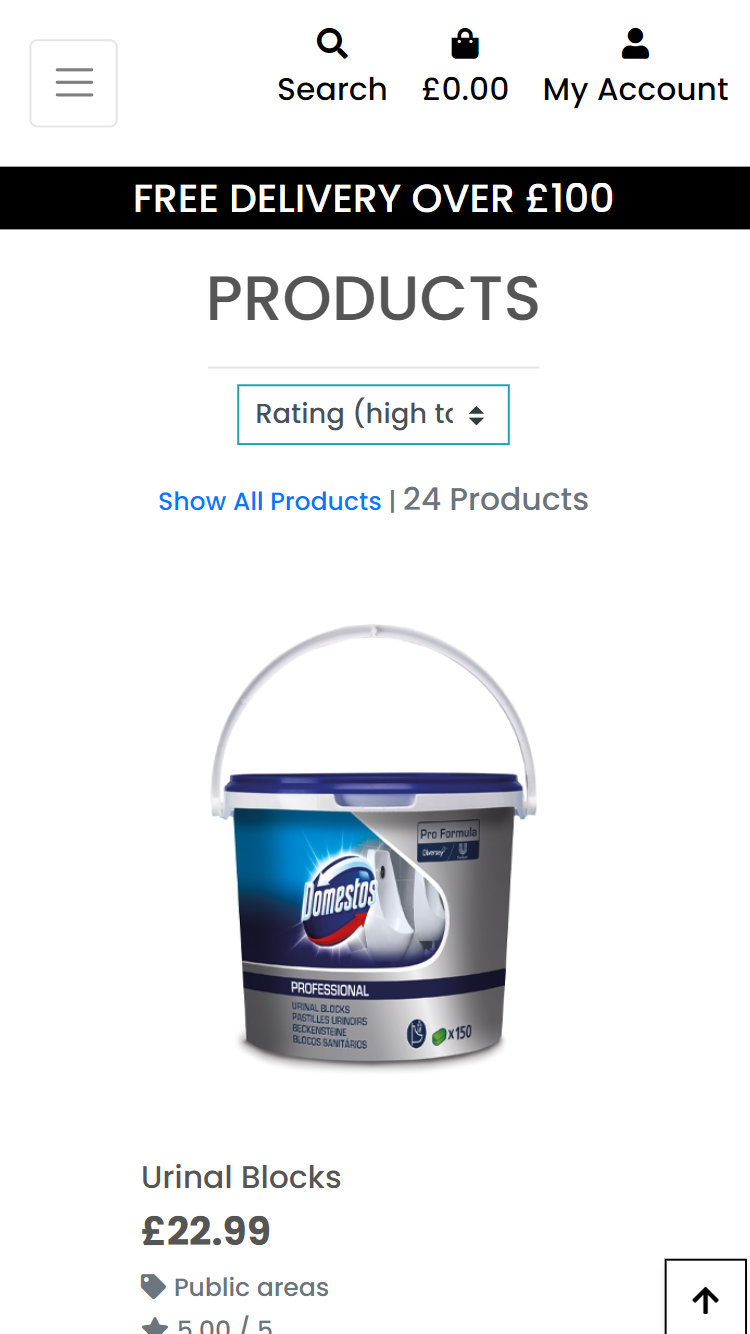 Search
£0.00
My Account
FREE DELIVERY OVER £100
PRODUCTS
Rating (high to
Show All Products | 24 Products
Pro Formula
Diversey
Domestos
PROFESSIONAL
URINAL BLOCKS
PASTILLES URINOIRS
BECKENSTEINE
BLOCOS SANITÁRIOS
x150
Urinal Blocks
£22.99
Public areas
5.00 / 5